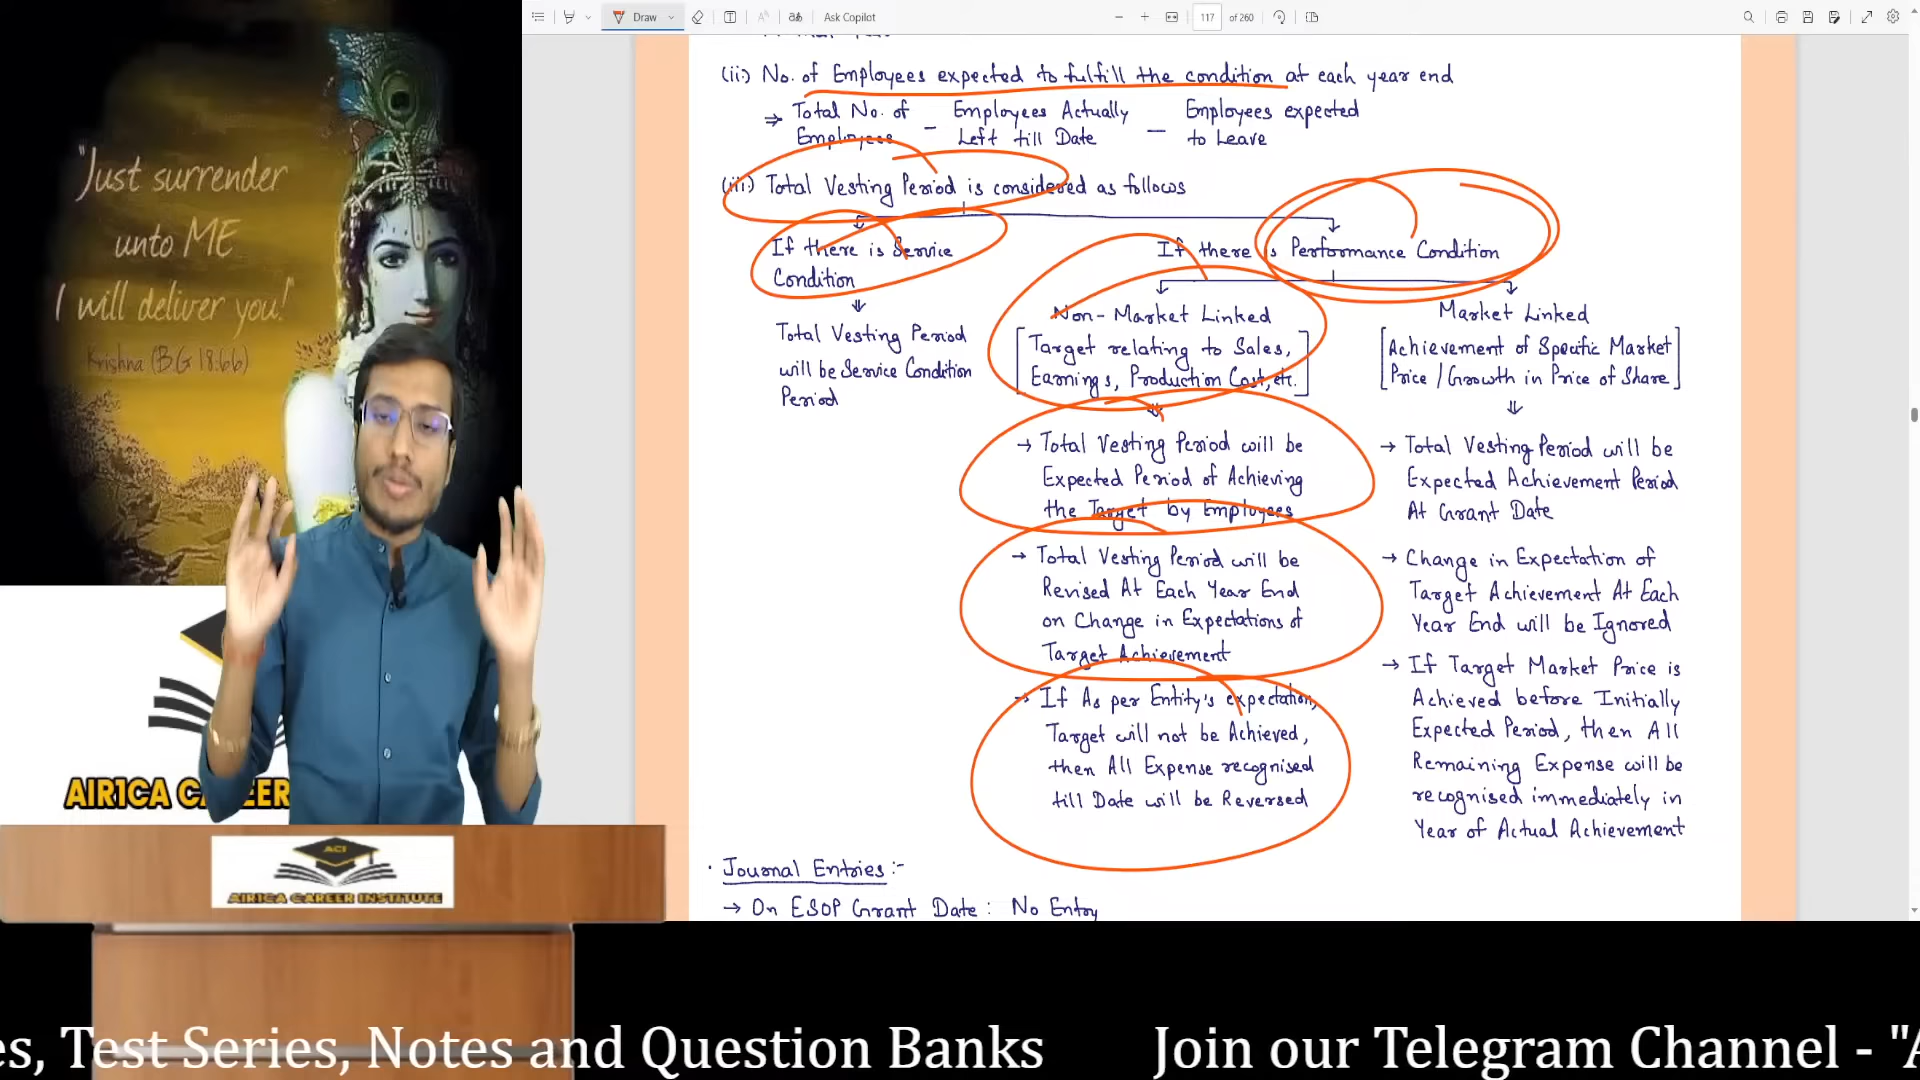 Draw
Ask Copilot
117 of 260
"Just surrender
unto ME
I will deliver you!"
Krishna (B.G 18:66)
(ii) No. of Employees expected to fulfill the condition at each year end
⇒ Total No. of Employees − Employees Actually Left till Date − Employees expected to Leave
(iii) Total Vesting Period is considered as follows
If there is Service
Condition
Total Vesting Period
will be Service Condition
Period
If there is Performance Condition
Non-Market Linked
[Target relating to Sales,
Earnings, Production Cost, etc.]
→ Total Vesting Period will be
Expected Period of Achieving
the Target by Employees
→ Total Vesting Period will be
Revised At Each Year End
on Change in Expectations of
Target Achievement
→ If As per Entity's expectation,
Target will not be Achieved,
then All Expense recognised
till Date will be Reversed
Market Linked
[Achievement of Specific Market
Price / Growth in Price of Share]
→ Total Vesting Period will be
Expected Achievement Period
At Grant Date
→ Change in Expectation of
Target Achievement At Each
Year End will be Ignored
→ If Target Market Price is
Achieved before Initially
Expected Period, then All
Remaining Expense will be
recognised immediately in
Year of Actual Achievement
· Journal Entries :-
→ On ESOP Grant Date : No Entry
AIR1CA CAREER
ACI
AIR1CA CAREER INSTITUTE
es, Test Series, Notes and Question Banks Join our Telegram Channel - "A